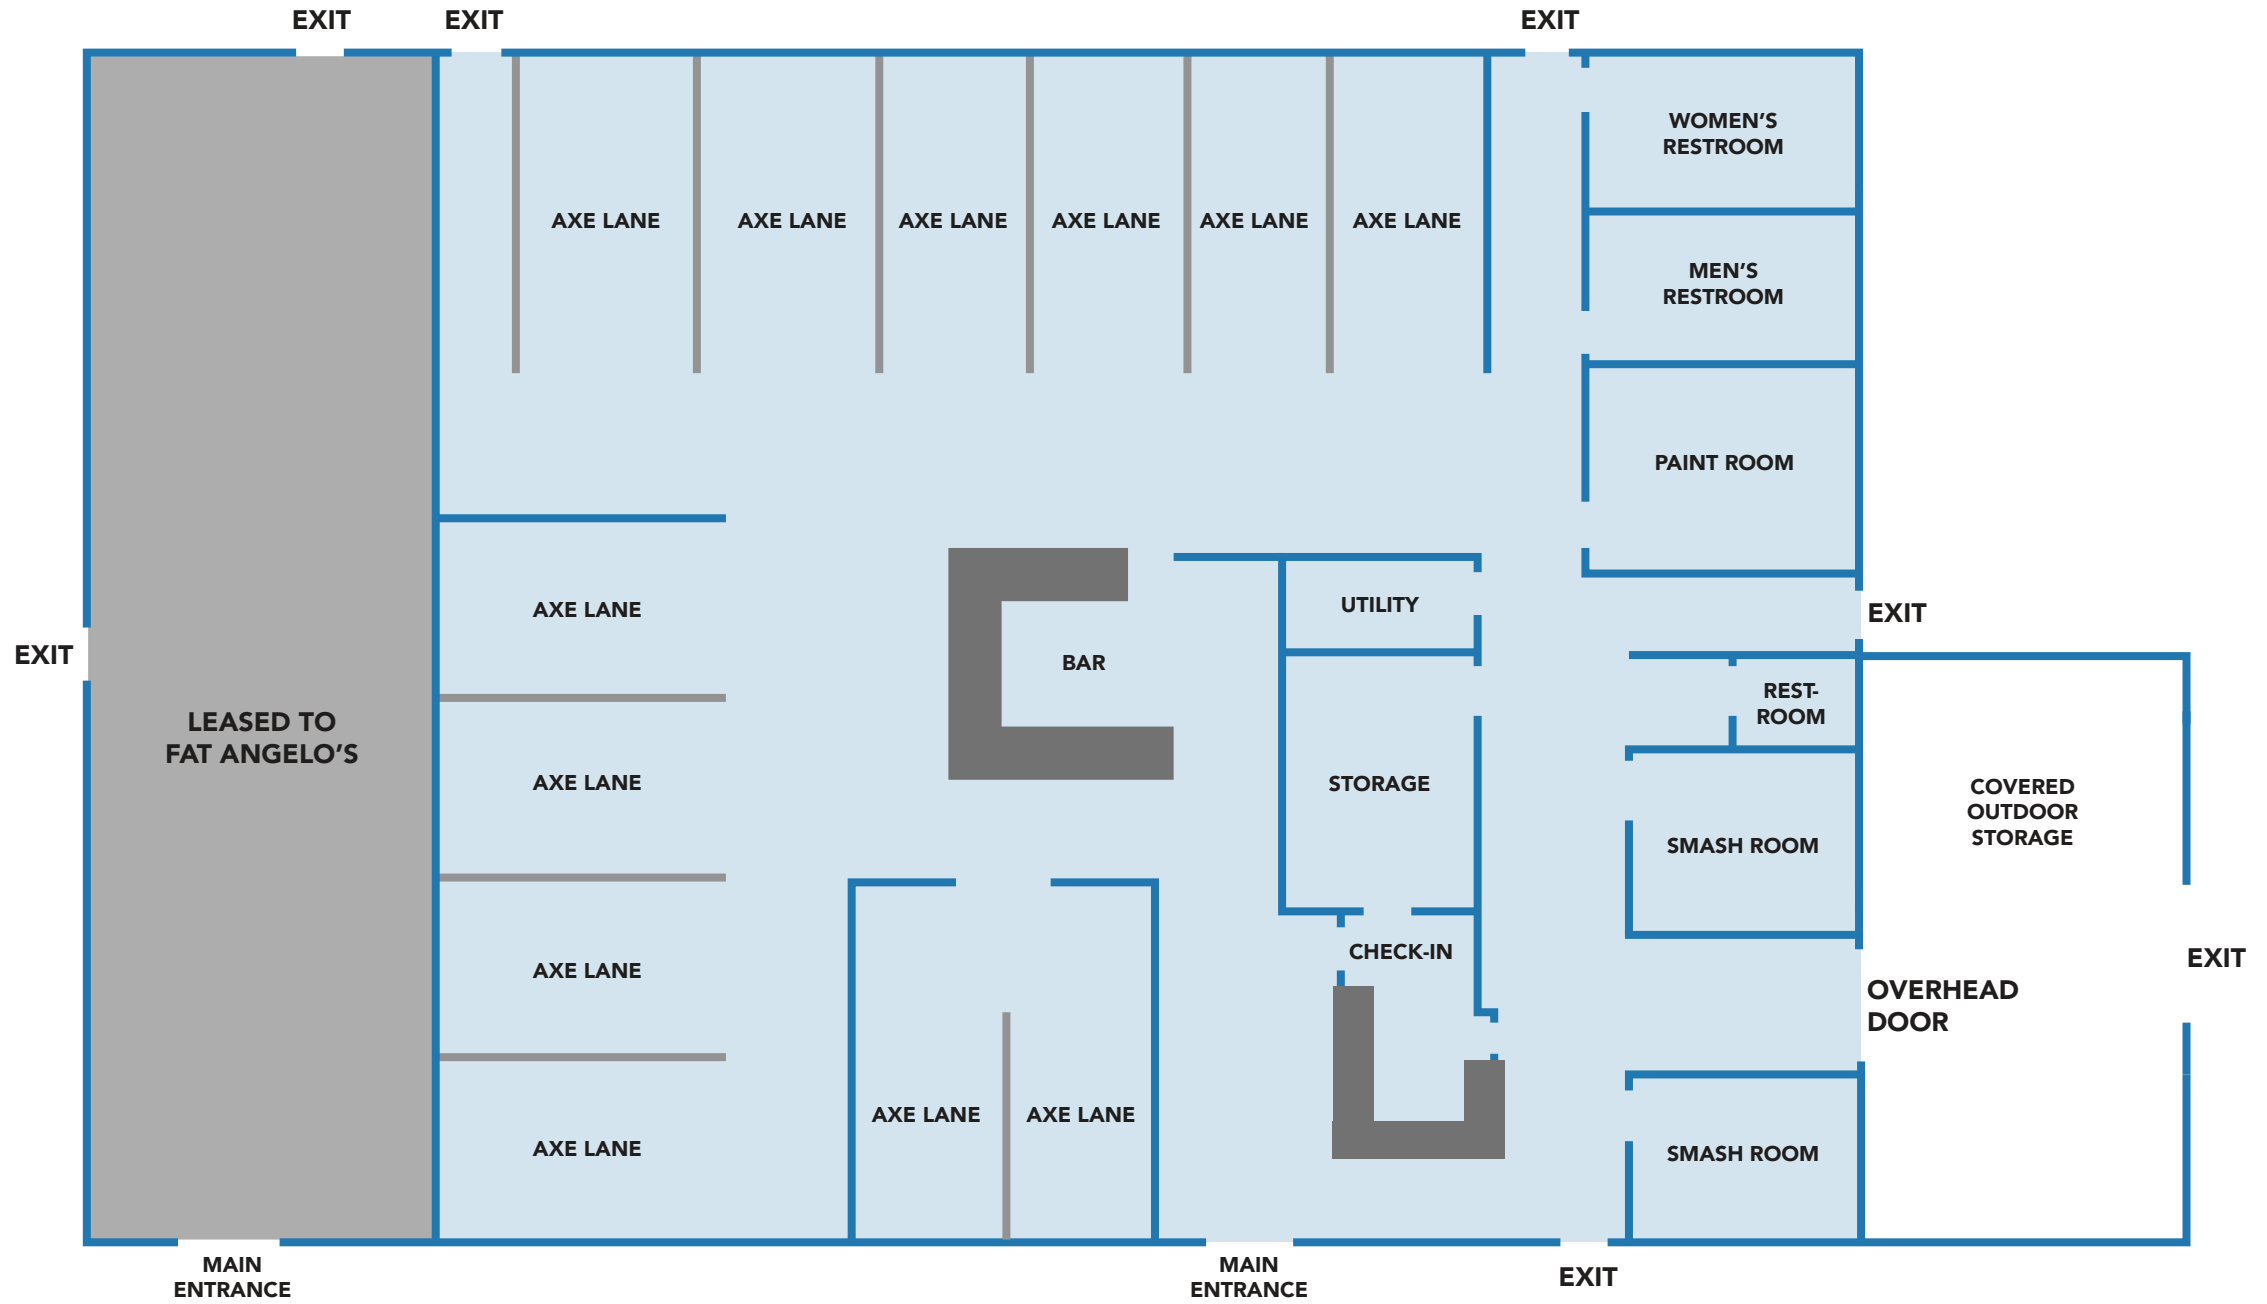 EXIT
EXIT
EXIT
WOMEN'S
RESTROOM
AXE LANE
AXE LANE
AXE LANE
AXE LANE
AXE LANE
AXE LANE
MEN'S
RESTROOM
PAINT ROOM
AXE LANE
UTILITY
EXIT
EXIT
BAR
REST-
ROOM
LEASED TO
FAT ANGELO'S
AXE LANE
STORAGE
COVERED
OUTDOOR
STORAGE
SMASH ROOM
AXE LANE
CHECK-IN
EXIT
OVERHEAD
DOOR
AXE LANE
AXE LANE
AXE LANE
SMASH ROOM
MAIN
ENTRANCE
MAIN
ENTRANCE
EXIT